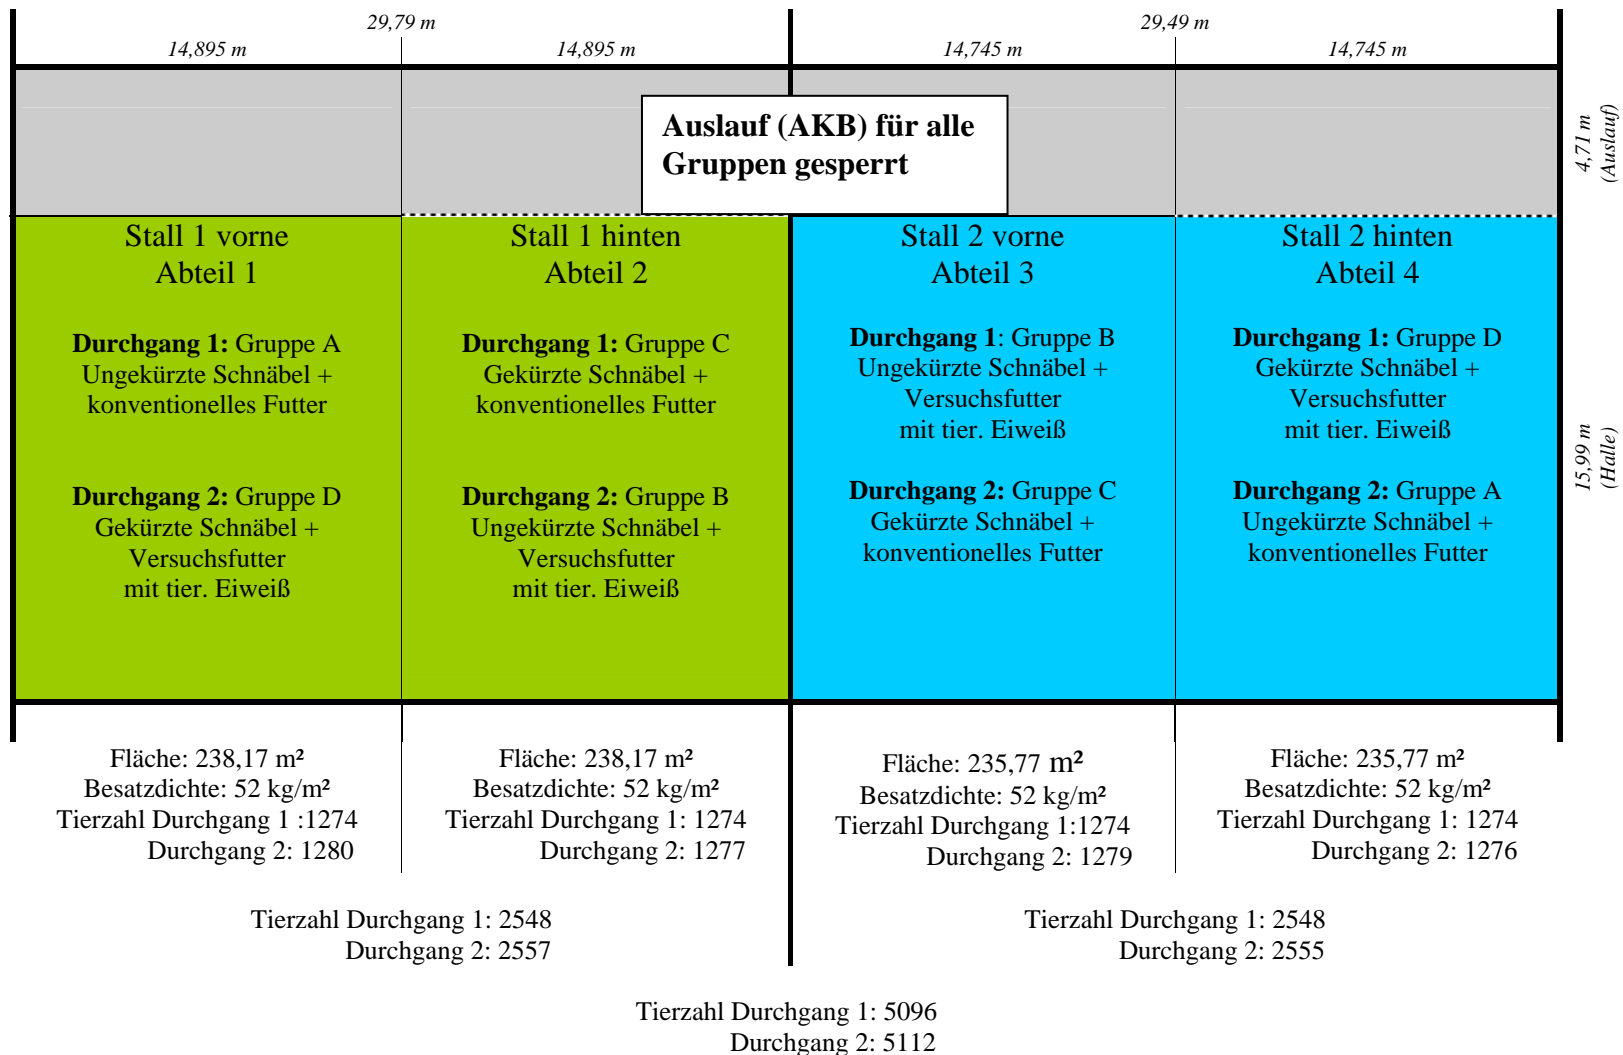 29,79 m
29,49 m
14,895 m
14,895 m
14,745 m
14,745 m
Auslauf (AKB) für alle
Gruppen gesperrt
4,71 m
(Auslauf)
Stall 1 vorne
Abteil 1
Durchgang 1: Gruppe A
Ungekürzte Schnäbel +
konventionelles Futter
Durchgang 2: Gruppe D
Gekürzte Schnäbel +
Versuchsfutter
mit tier. Eiweiß
Stall 1 hinten
Abteil 2
Durchgang 1: Gruppe C
Gekürzte Schnäbel +
konventionelles Futter
Durchgang 2: Gruppe B
Ungekürzte Schnäbel +
Versuchsfutter
mit tier. Eiweiß
Stall 2 vorne
Abteil 3
Durchgang 1: Gruppe B
Ungekürzte Schnäbel +
Versuchsfutter
mit tier. Eiweiß
Durchgang 2: Gruppe C
Gekürzte Schnäbel +
konventionelles Futter
Stall 2 hinten
Abteil 4
Durchgang 1: Gruppe D
Gekürzte Schnäbel +
Versuchsfutter
mit tier. Eiweiß
Durchgang 2: Gruppe A
Ungekürzte Schnäbel +
konventionelles Futter
15,99 m
(Halle)
Fläche: 238,17 m²
Besatzdichte: 52 kg/m²
Tierzahl Durchgang 1 :1274
Durchgang 2: 1280
Fläche: 238,17 m²
Besatzdichte: 52 kg/m²
Tierzahl Durchgang 1: 1274
Durchgang 2: 1277
Fläche: 235,77 m²
Besatzdichte: 52 kg/m²
Tierzahl Durchgang 1:1274
Durchgang 2: 1279
Fläche: 235,77 m²
Besatzdichte: 52 kg/m²
Tierzahl Durchgang 1: 1274
Durchgang 2: 1276
Tierzahl Durchgang 1: 2548
Durchgang 2: 2557
Tierzahl Durchgang 1: 2548
Durchgang 2: 2555
Tierzahl Durchgang 1: 5096
Durchgang 2: 5112